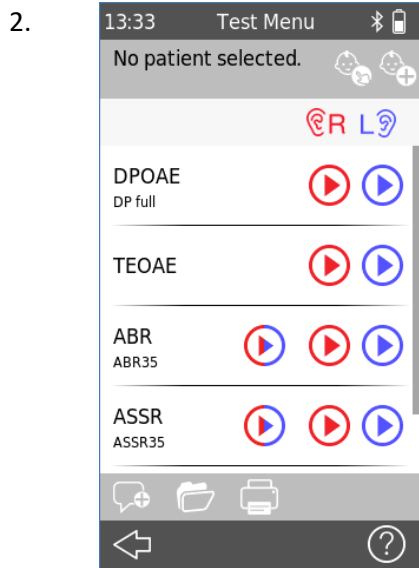 2.
13:33 Test Menu
No patient selected.
R L
DPOAE
DP full
TEOAE
ABR
ABR35
ASSR
ASSR35
?